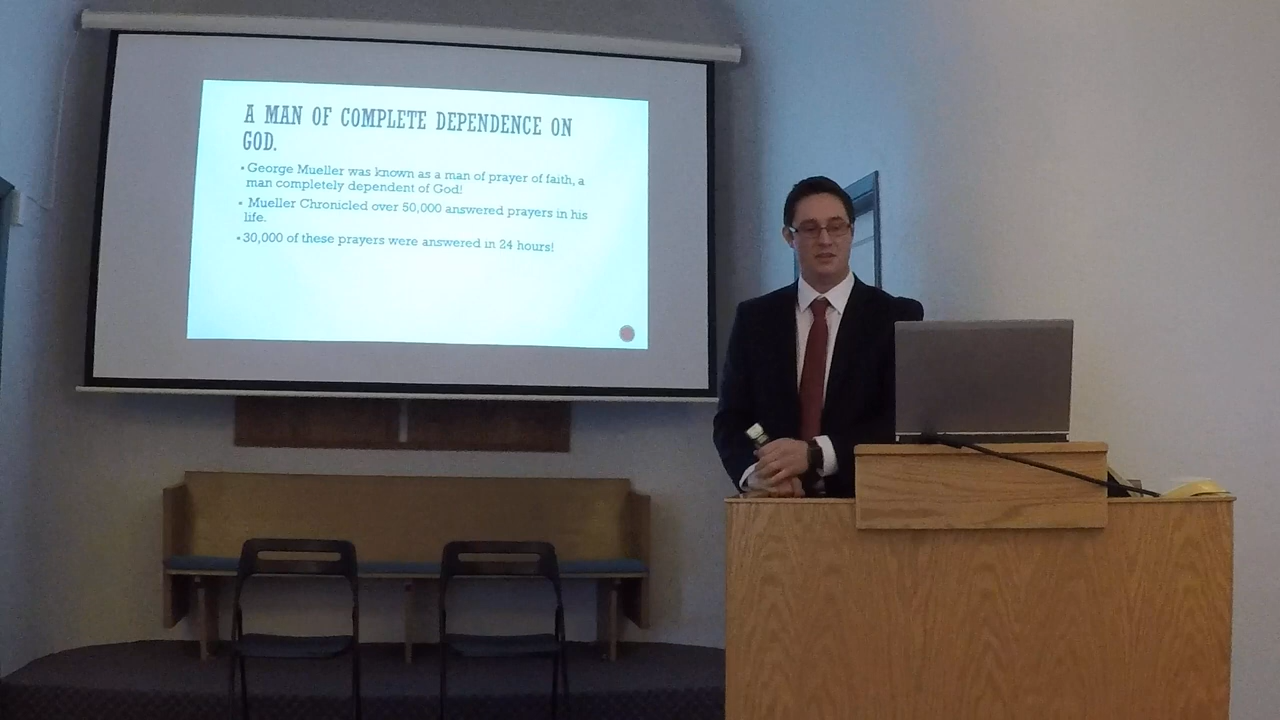 A MAN OF COMPLETE DEPENDENCE ON
GOD.
▪ George Mueller was known as a man of prayer of faith, a
man completely dependent of God!
▪ Mueller Chronicled over 50,000 answered prayers in his
life.
▪ 30,000 of these prayers were answered in 24 hours!